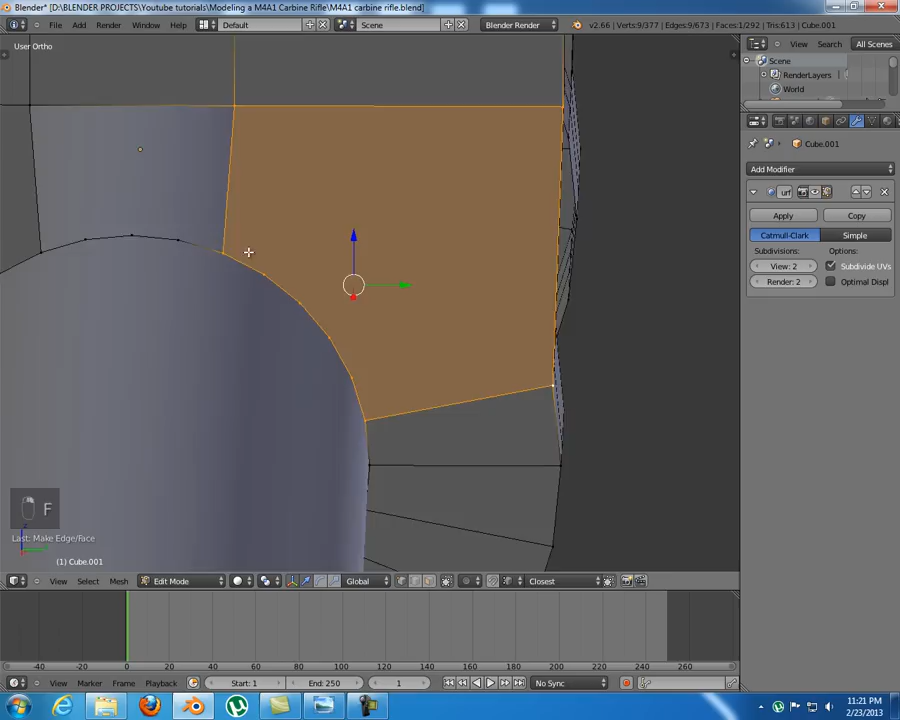 Blender* [D:\BLENDER PROJECTS\Youtube tutorials\Modeling a M4A1 Carbine Rifle\M4A1 carbine rifle.blend]
File Add Render Window Help Default Scene Blender Render v2.66 | Verts:9/377 | Edges:9/673 | Faces:1/292 | Tris:613 | Cube.001
User Ortho
View Search All Scenes
Scene
RenderLayers
World
Cube.001
Add Modifier
urf
Apply Copy
Catmull-Clark Simple
Subdivisions: Options:
View: 2 Subdivide UVs
Render: 2 Optimal Displ
F
Last: Make Edge/Face
(1) Cube.001
View Select Mesh Edit Mode Global Closest
-40 -20 0 20 40 60 80 100 120 140 160 180 200 220 240 260
View Marker Frame Playback Start: 1 End: 250 1 No Sync
11:21 PM
2/23/2013